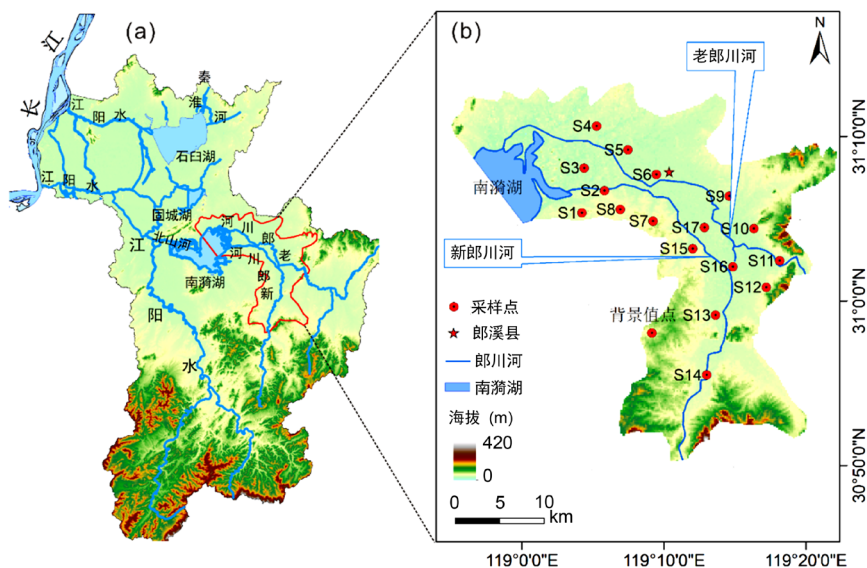 (a)
长江
江阳水
秦淮河
石臼湖
江阳水
固城湖
北山河
河川郎老
河川郎新
南漪湖
江
阳
水
(b)
N
老郎川河
S4
S5
S3
S6
南漪湖
S2
S9
S1
S8
S7
S17
S10
新郎川河
S15
S16
S11
S12
采样点
背景值点
S13
郎溪县
郎川河
S14
南漪湖
海拔 (m)
420
0
0 5 10
km
31°10'0"N
31°0'0"N
30°50'0"N
119°0'0"E
119°10'0"E
119°20'0"E